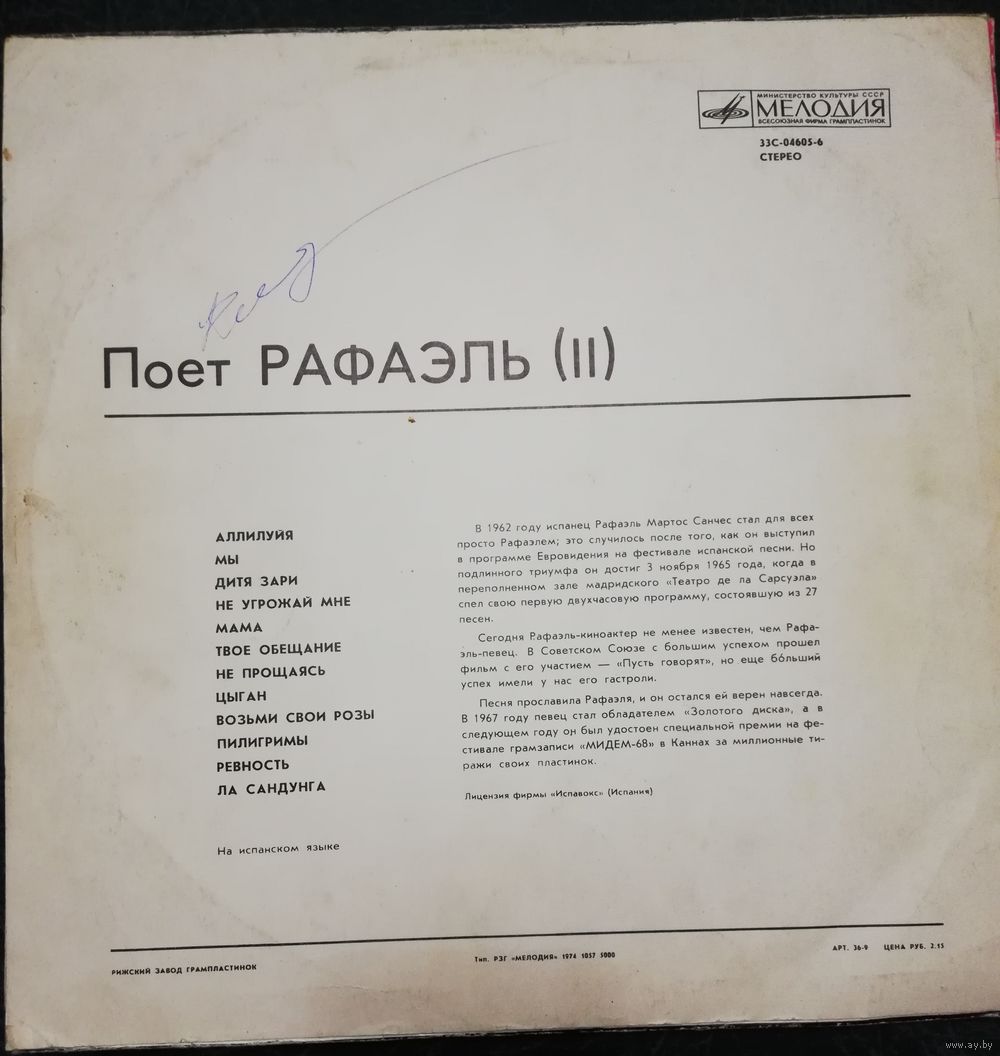 МИНИСТЕРСТВО КУЛЬТУРЫ СССР
МЕЛОДИЯ
ВСЕСОЮЗНАЯ ФИРМА ГРАМПЛАСТИНОК
33С-04605-6
СТЕРЕО
Поет РАФАЭЛЬ (II)
АЛЛИЛУЙЯ
МЫ
ДИТЯ ЗАРИ
НЕ УГРОЖАЙ МНЕ
МАМА
ТВОЕ ОБЕЩАНИЕ
НЕ ПРОЩАЯСЬ
ЦЫГАН
ВОЗЬМИ СВОИ РОЗЫ
ПИЛИГРИМЫ
РЕВНОСТЬ
ЛА САНДУНГА
На испанском языке
В 1962 году испанец Рафаэль Мартос Санчес стал для всех
просто Рафаэлем; это случилось после того, как он выступил
в программе Евровидения на фестивале испанской песни. Но
подлинного триумфа он достиг 3 ноября 1965 года, когда в
переполненном зале мадридского «Театро де ла Сарсуэла»
спел свою первую двухчасовую программу, состоявшую из 27
песен.
Сегодня Рафаэль-киноактер не менее известен, чем Рафа-
эль-певец. В Советском Союзе с большим успехом прошел
фильм с его участием — «Пусть говорят», но еще бо́льший
успех имели у нас его гастроли.
Песня прославила Рафаэля, и он остался ей верен навсегда.
В 1967 году певец стал обладателем «Золотого диска», а в
следующем году он был удостоен специальной премии на фе-
стивале грамзаписи «МИДЕМ-68» в Каннах за миллионные ти-
ражи своих пластинок.
Лицензия фирмы «Испавокс» (Испания)
РИЖСКИЙ ЗАВОД ГРАМПЛАСТИНОК
Тип. РЗГ «МЕЛОДИЯ» 1974 1057 5000
АРТ. 36-9 ЦЕНА РУБ. 2.15
www.ay.by